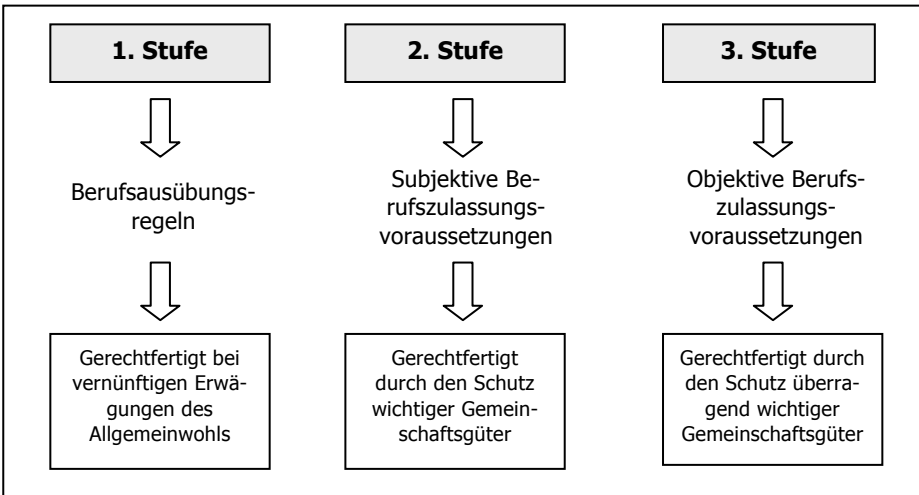 1. Stufe
Berufsausübungs-
regeln
Gerechtfertigt bei
vernünftigen Erwä-
gungen des
Allgemeinwohls
2. Stufe
Subjektive Be-
rufszulassungs-
voraussetzungen
Gerechtfertigt
durch den Schutz
wichtiger Gemein-
schaftsgüter
3. Stufe
Objektive Berufs-
zulassungs-
voraussetzungen
Gerechtfertigt durch
den Schutz überra-
gend wichtiger
Gemeinschaftsgüter